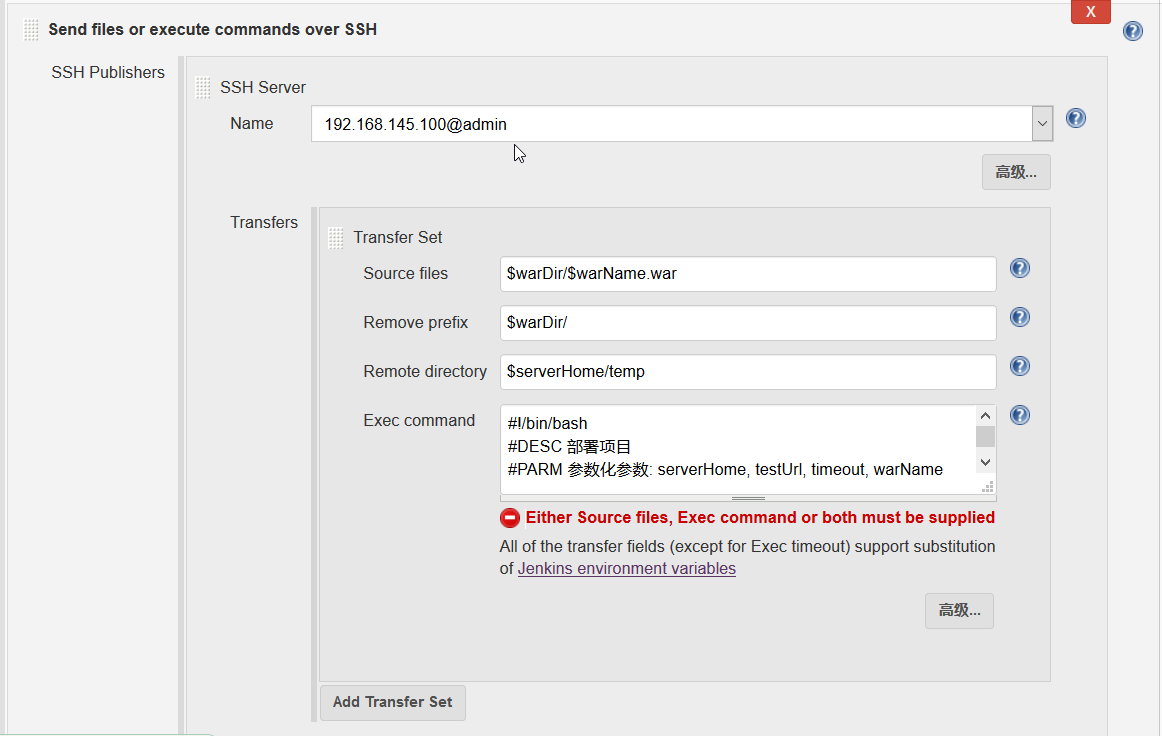 X
Send files or execute commands over SSH
?
SSH Publishers
SSH Server
Name
192.168.145.100@admin
?
高级...
Transfers
Transfer Set
Source files
$warDir/$warName.war
?
Remove prefix
$warDir/
?
Remote directory
$serverHome/temp
?
Exec command
#!/bin/bash
#DESC 部署项目
#PARM 参数化参数: serverHome, testUrl, timeout, warName
?
Either Source files, Exec command or both must be supplied
All of the transfer fields (except for Exec timeout) support substitution
of Jenkins environment variables
高级...
Add Transfer Set